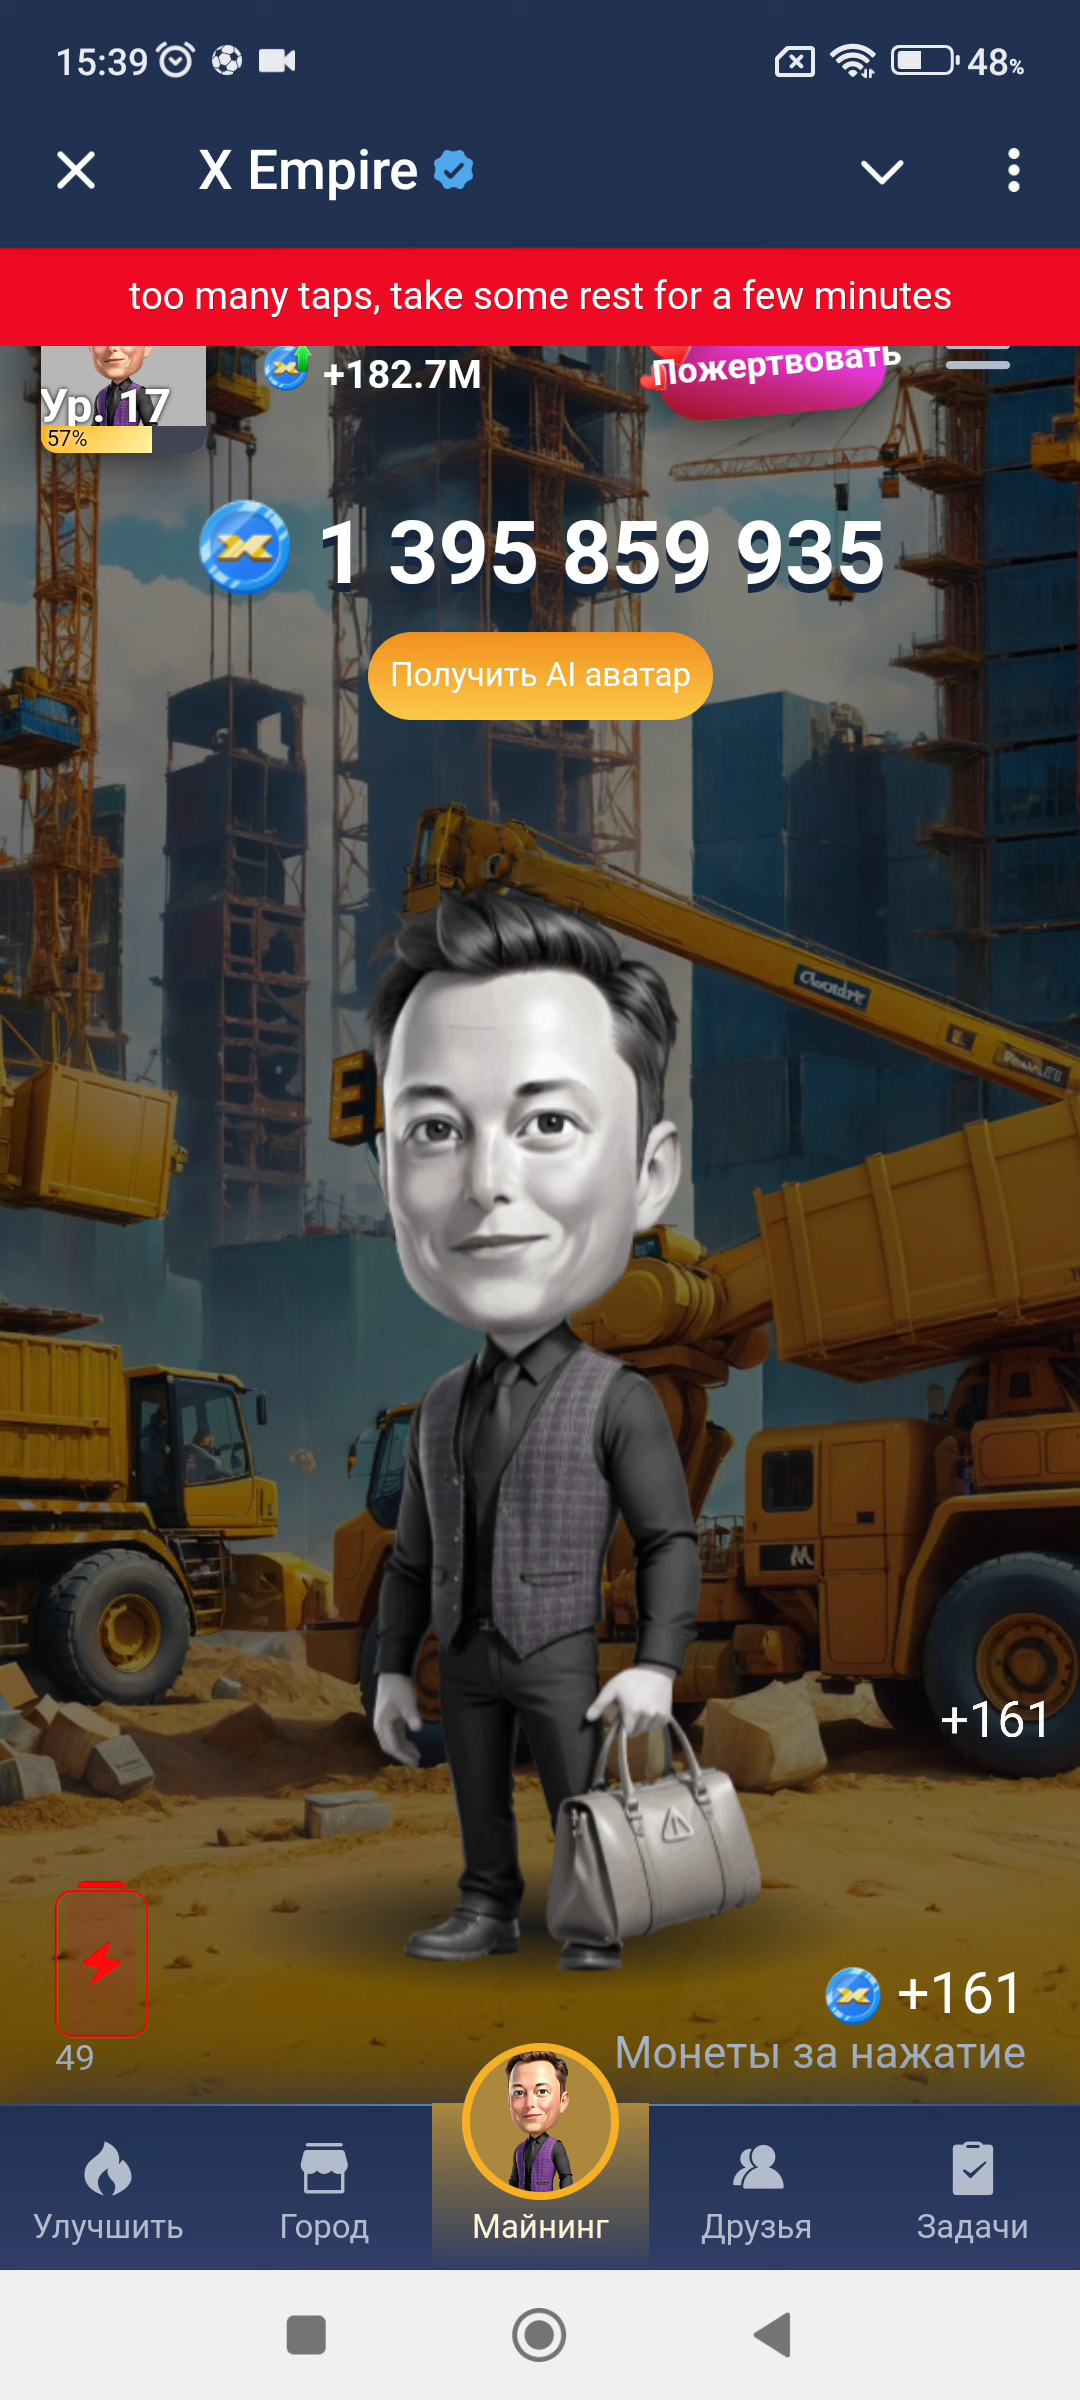 15:39
48%
X Empire
too many taps, take some rest for a few minutes
+182.7M
Пожертвовать
Ур. 17
57%
1 395 859 935
Получить AI аватар
+161
+161
49
Монеты за нажатие
Улучшить
Город
Майнинг
Друзья
Задачи